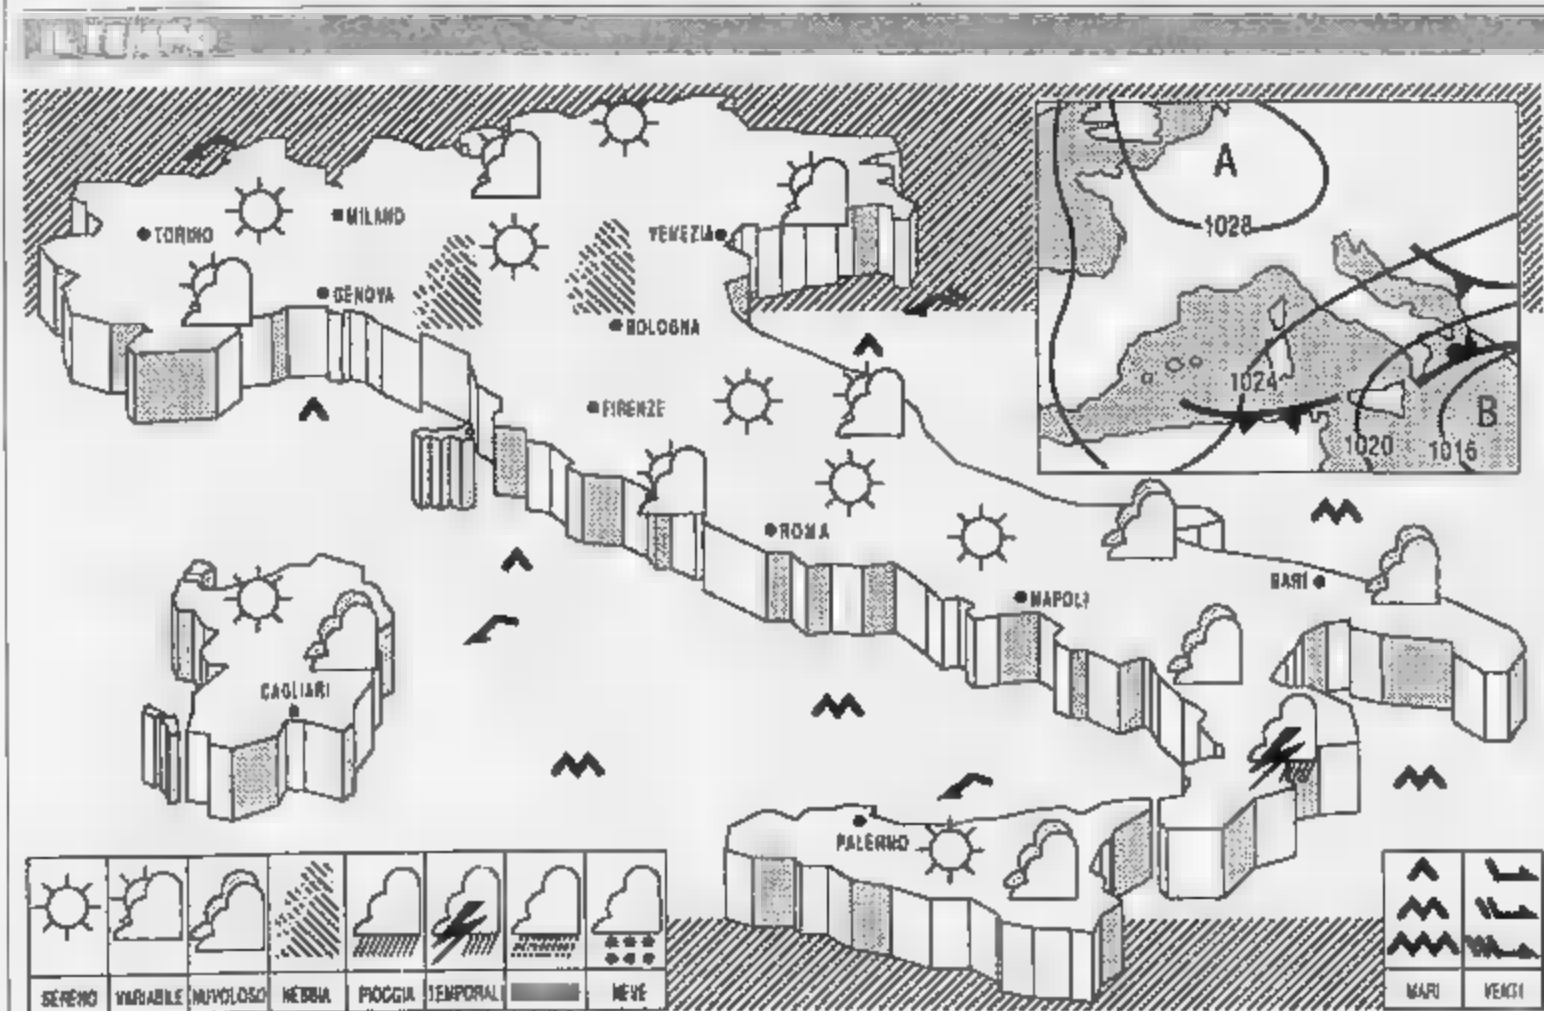 A
1028
MILANO
TORINO
VENEZIA
GENOVA
BOLOGNA
1024
FIRENZE
B
1020
1016
ROMA
BARI
NAPOLI
CAGLIARI
PALERMO
SERENO VARIABILE NUVOLOSO NEBBIA PIOGGIA TEMPORALI NEVE
MARI VENTI